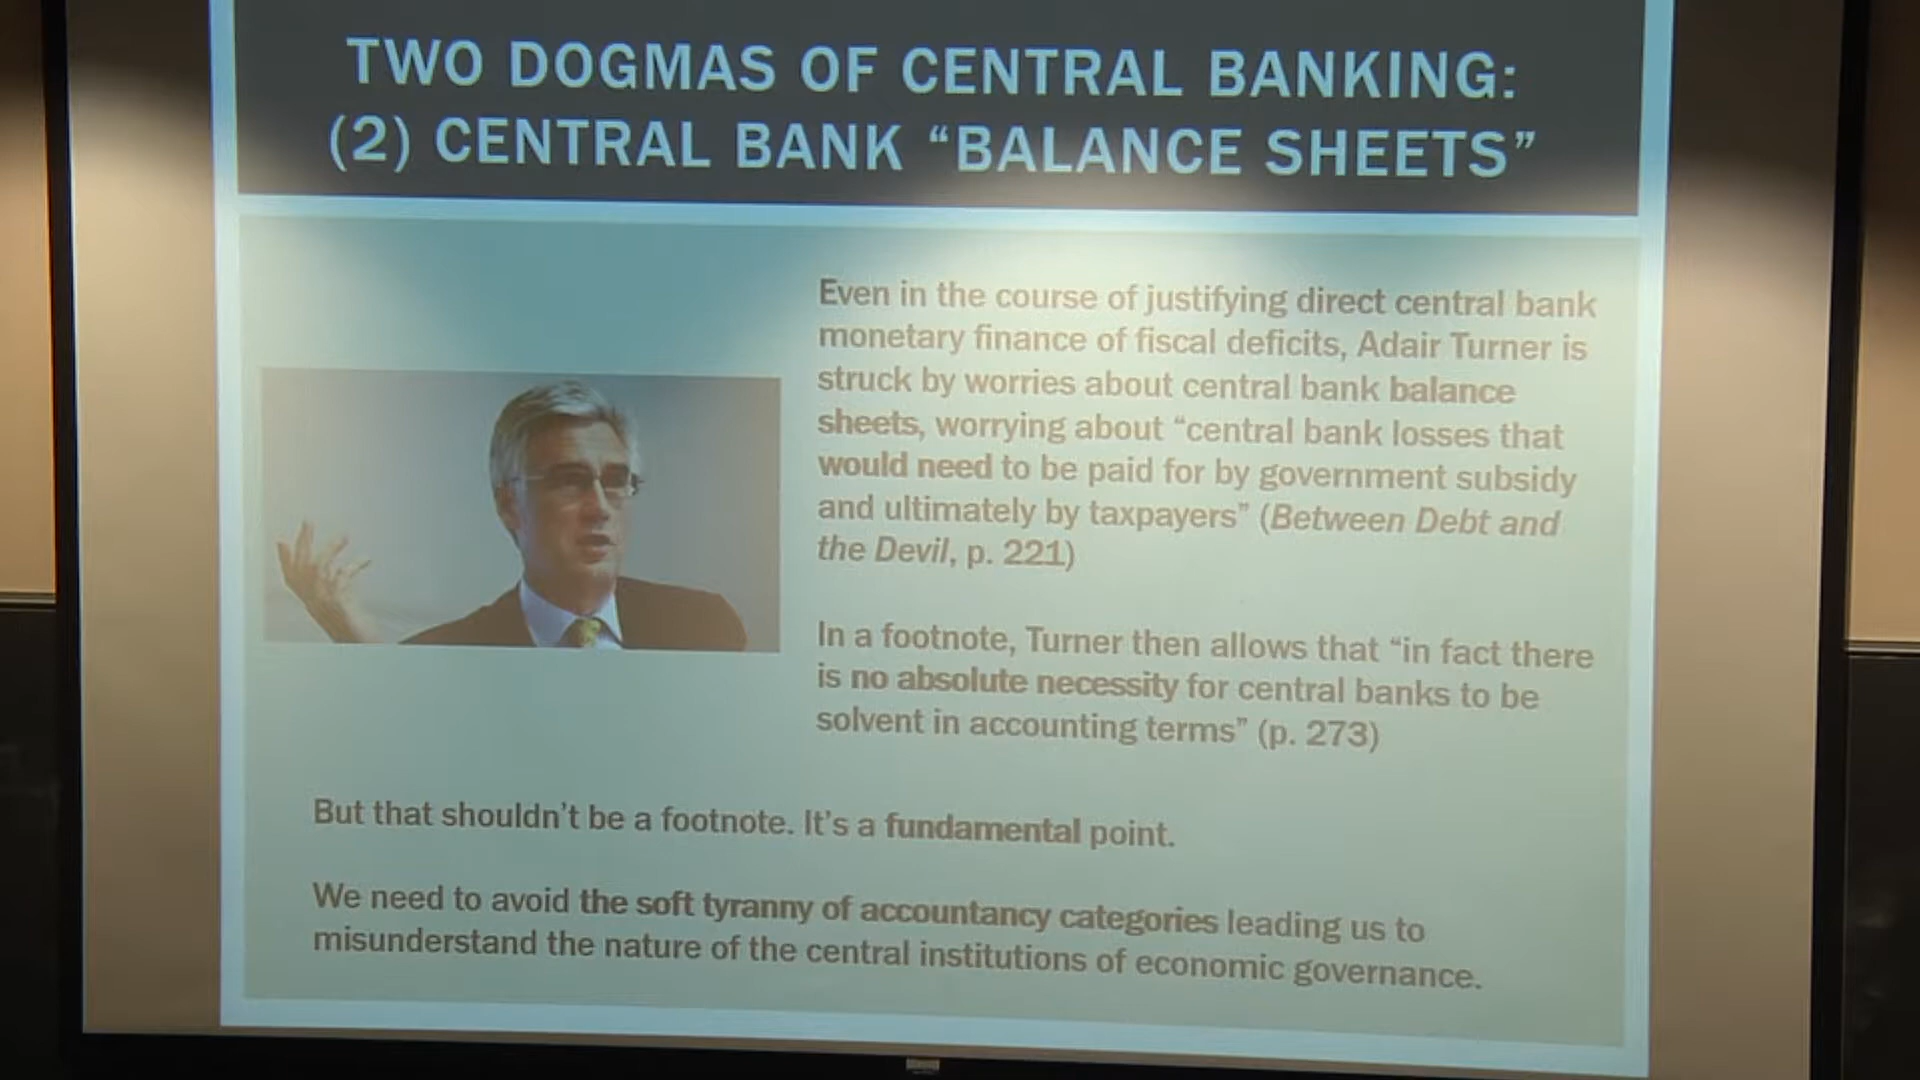 TWO DOGMAS OF CENTRAL BANKING:
(2) CENTRAL BANK “BALANCE SHEETS”
Even in the course of justifying direct central bank
monetary finance of fiscal deficits, Adair Turner is
struck by worries about central bank balance
sheets, worrying about “central bank losses that
would need to be paid for by government subsidy
and ultimately by taxpayers” (Between Debt and
the Devil, p. 221)
In a footnote, Turner then allows that “in fact there
is no absolute necessity for central banks to be
solvent in accounting terms” (p. 273)
But that shouldn’t be a footnote. It’s a fundamental point.
We need to avoid the soft tyranny of accountancy categories leading us to
misunderstand the nature of the central institutions of economic governance.